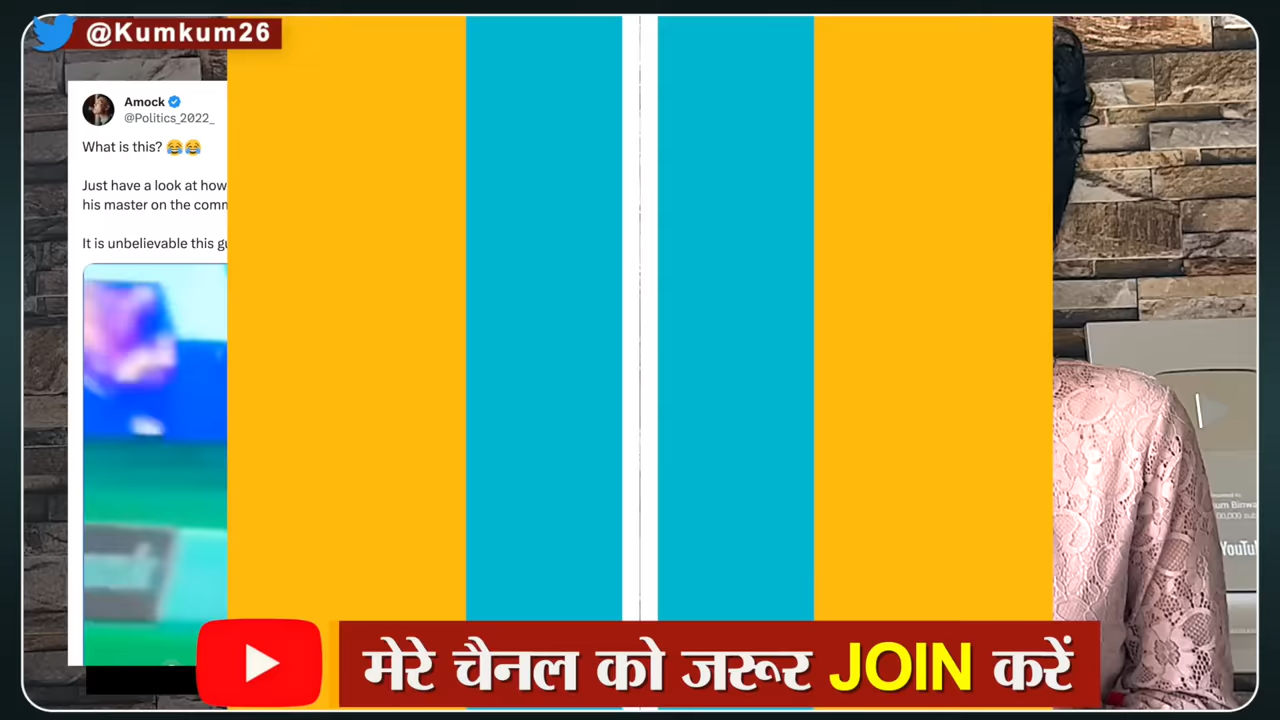 @Kumkum26
Amock
@Politics_2022_
What is this? 😂😂
Just have a look at how
his master on the
It is unbelievable this
YouTu
मेरे चैनल को जरूर JOIN करें